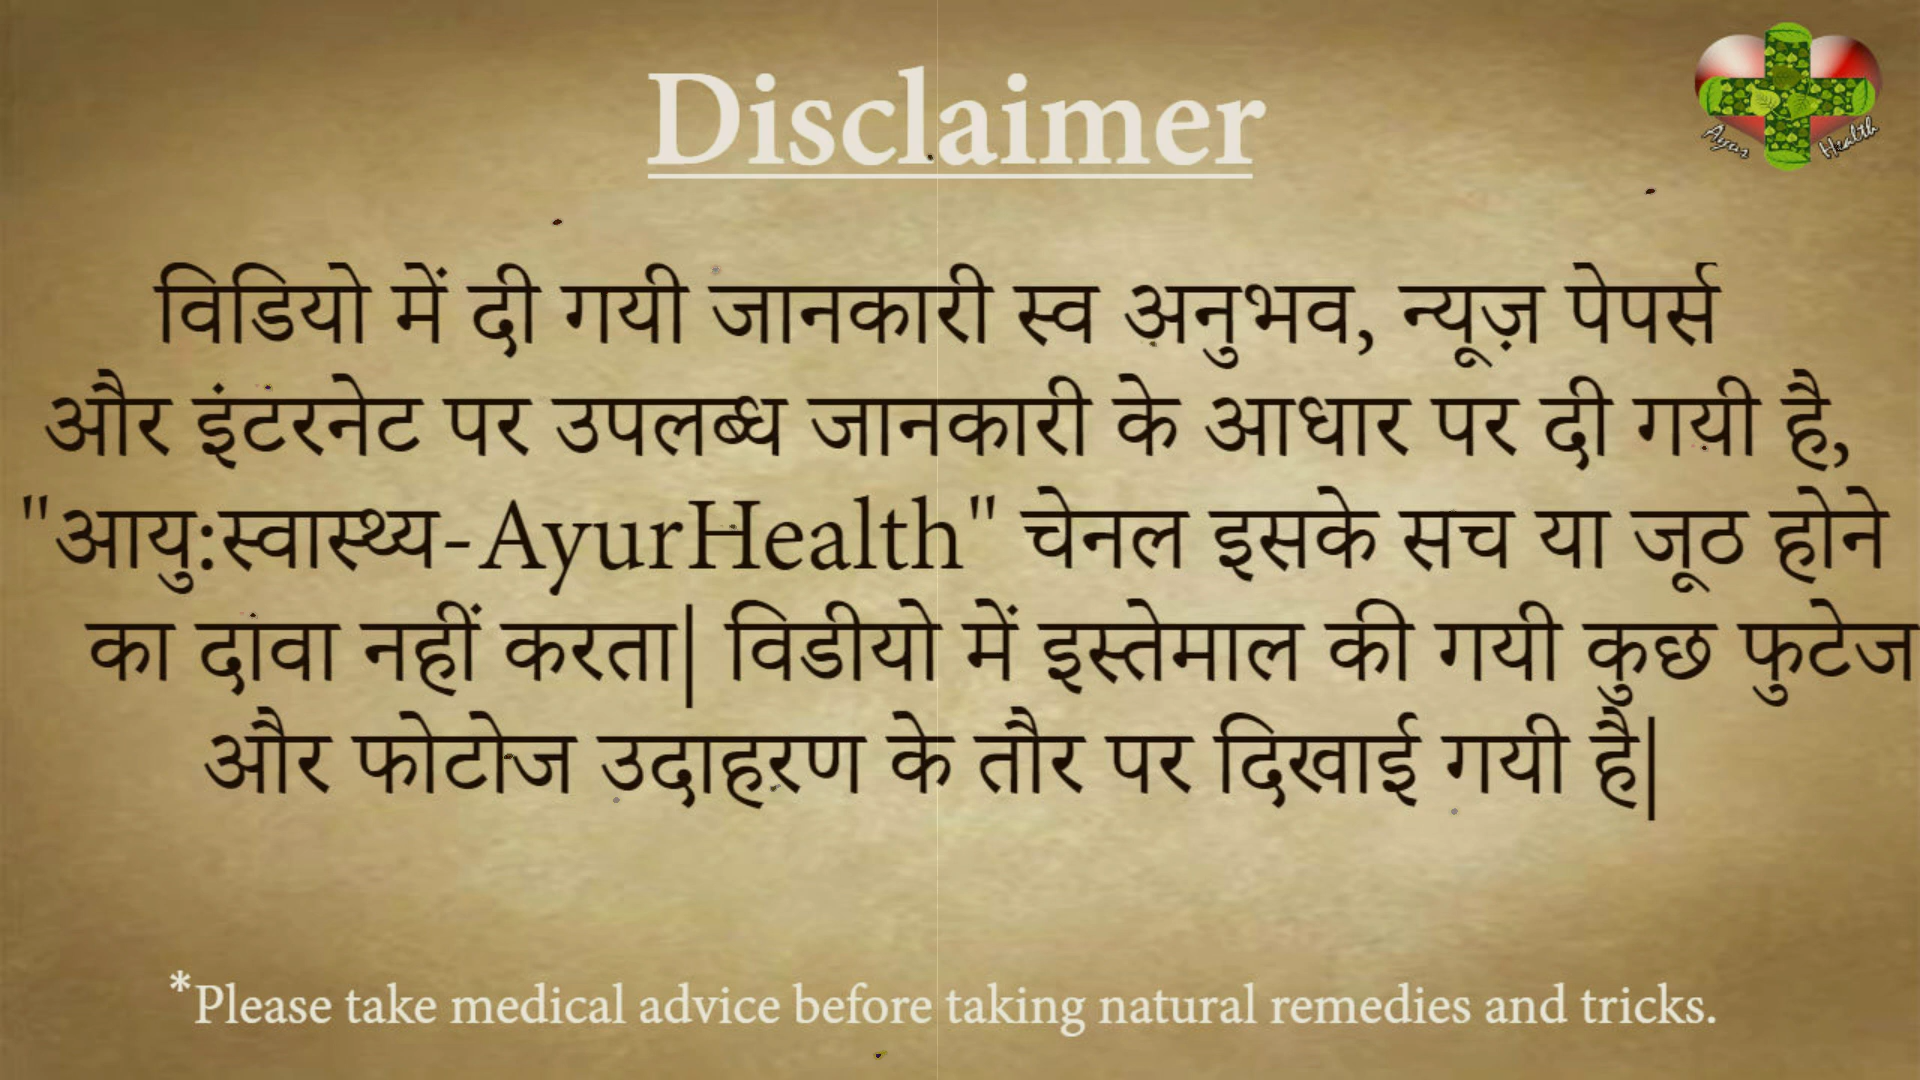 Disclaimer
Ayur Health
विडियो में दी गयी जानकारी स्व अनुभव, न्यूज़ पेपर्स
और इंटरनेट पर उपलब्ध जानकारी के आधार पर दी गयी है,
"आयु:स्वास्थ्य-AyurHealth" चेनल इसके सच या जूठ होने
का दावा नहीं करता| विडीयो में इस्तेमाल की गयी कुछ फुटेज
और फोटोज उदाहरण के तौर पर दिखाई गयी है|
*Please take medical advice before taking natural remedies and tricks.